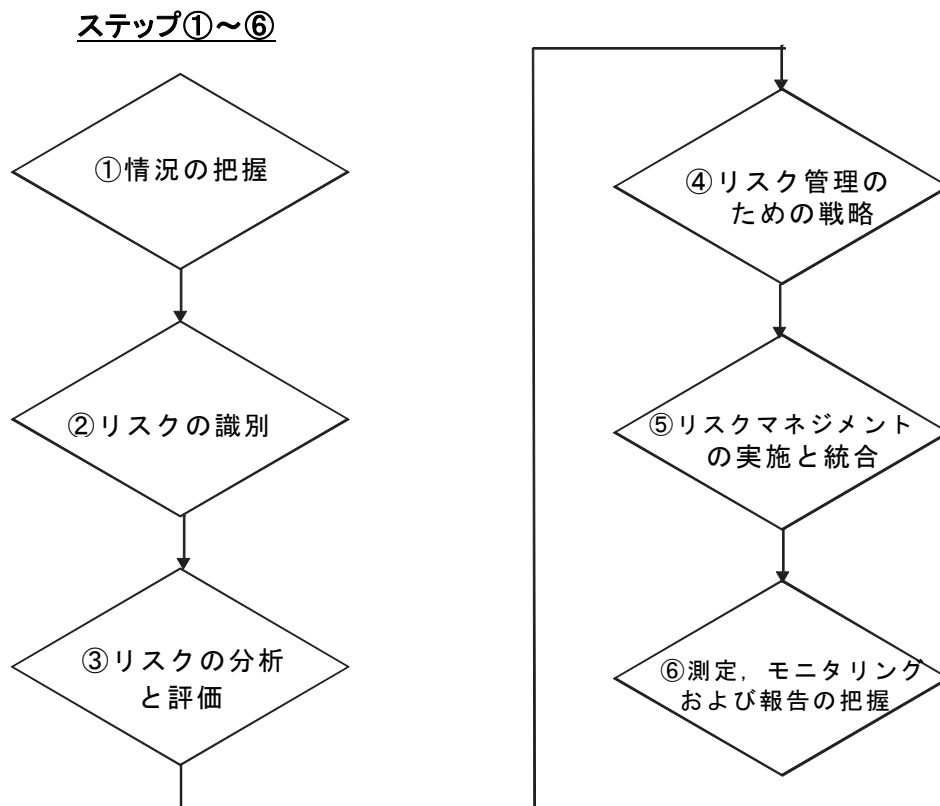 ステップ①～⑥
①情況の把握
②リスクの識別
③リスクの分析
と評価
④リスク管理の
ための戦略
⑤リスクマネジメント
の実施と統合
⑥測定，モニタリング
および報告の把握